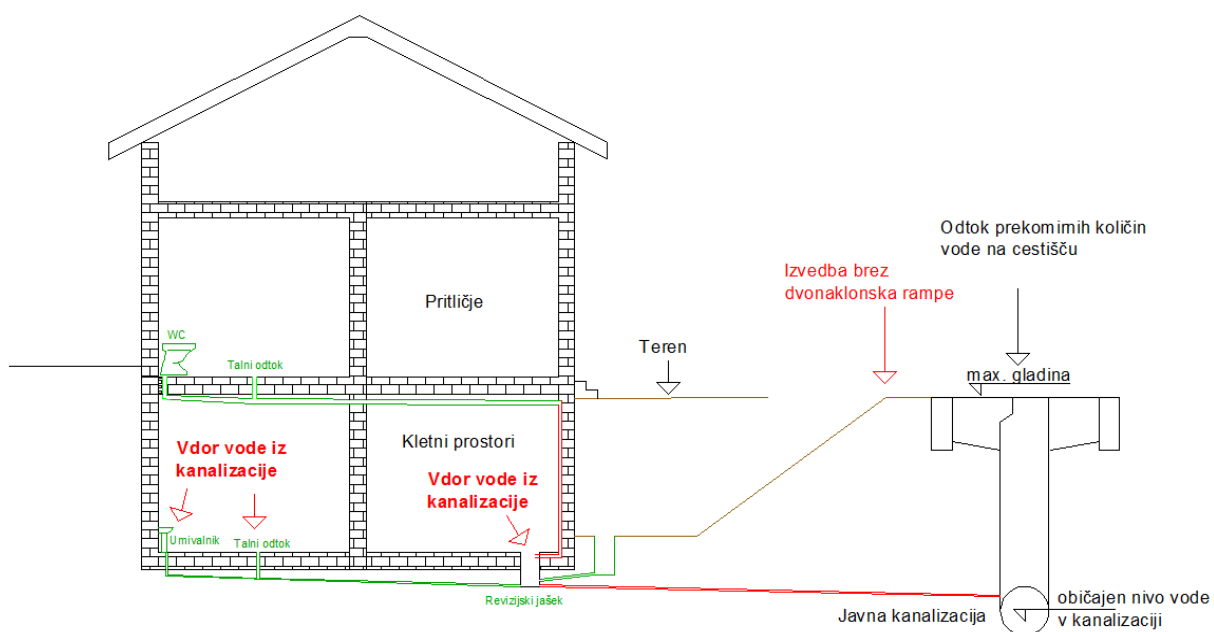 Odtok prekomirnih količin
vode na cestišču
Izvedba brez
dvonaklonska rampe
Pritličje
WC
Talni odtok
Teren
max. gladina
Kletni prostori
Vdor vode iz
kanalizacije
Vdor vode iz
kanalizacije
Umivalnik
Talni odtok
Revizijski jašek
Javna kanalizacija
običajen nivo vode
v kanalizaciji